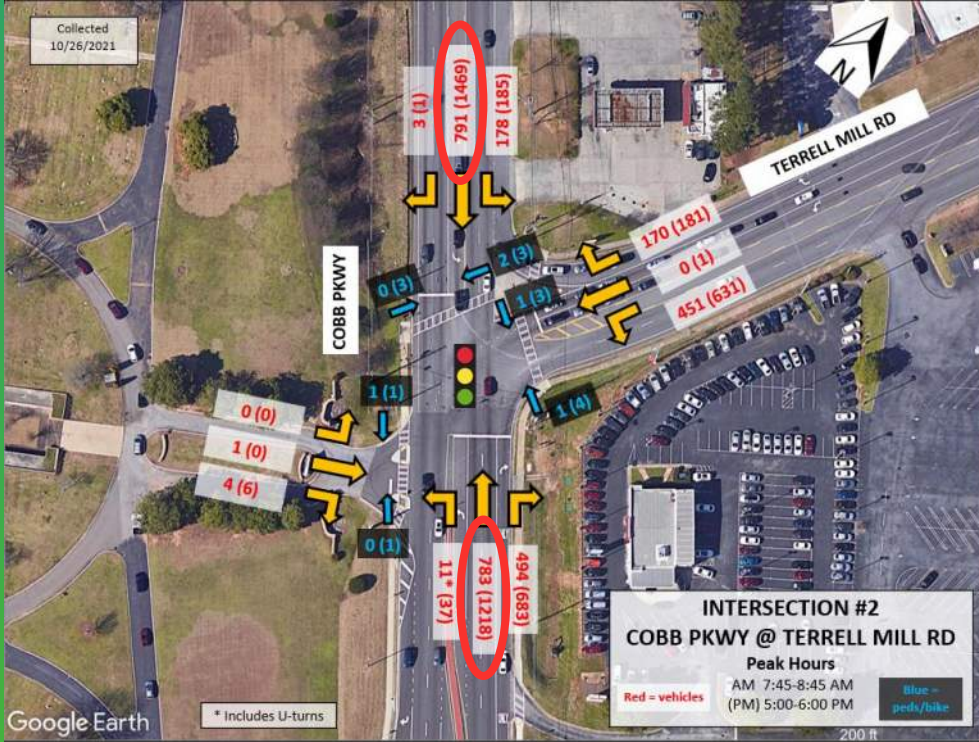 Collected
10/26/2021
3 (1)
791 (1469)
178 (185)
N
TERRELL MILL RD
170 (181)
0 (1)
451 (631)
COBB PKWY
0 (3)
2 (3)
1 (3)
1 (1)
1 (4)
0 (0)
1 (0)
4 (6)
0 (1)
11 * (37)
783 (1218)
494 (683)
INTERSECTION #2
COBB PKWY @ TERRELL MILL RD
Peak Hours
Red = vehicles
AM 7:45-8:45 AM
(PM) 5:00-6:00 PM
Blue =
peds/bike
* Includes U-turns
Google Earth
200 ft